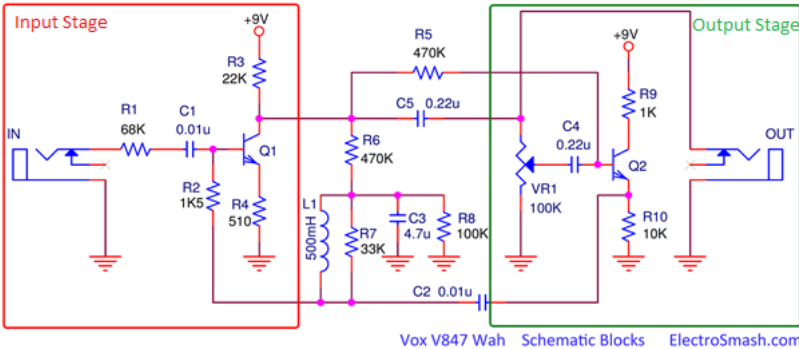 Input Stage
Output Stage
+9V
R3
22K
R1
68K
C1
0.01u
IN
Q1
R2
1K5
R4
510
R5
470K
C5 0.22u
R6
470K
L1
500mH
R7
33K
C3
4.7u
R8
100K
C2 0.01u
+9V
R9
1K
C4
0.22u
Q2
VR1
100K
R10
10K
OUT
Vox V847 Wah Schematic Blocks ElectroSmash.com